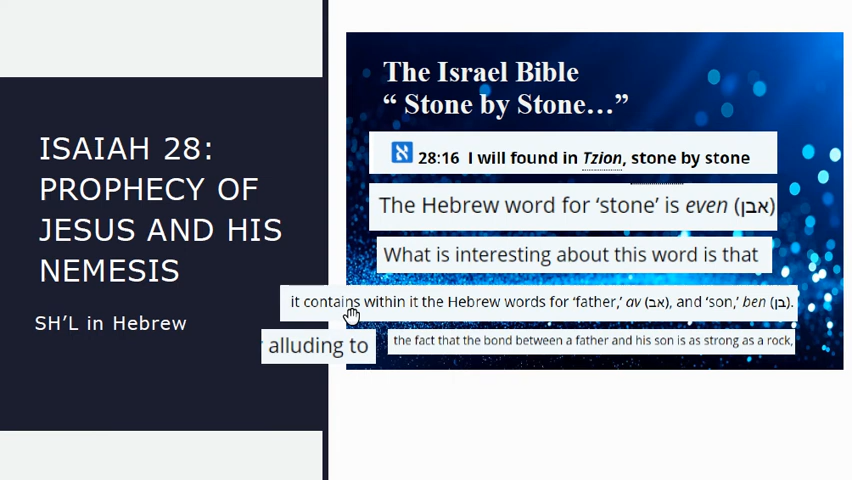 ISAIAH 28:
PROPHECY OF
JESUS AND HIS
NEMESIS
SH'L in Hebrew
The Israel Bible
“ Stone by Stone…”
א 28:16 I will found in Tzion, stone by stone
The Hebrew word for ‘stone’ is even (אבן)
What is interesting about this word is that
it contains within it the Hebrew words for ‘father,’ av (אב), and ‘son,’ ben (בן).
alluding to
the fact that the bond between a father and his son is as strong as a rock,